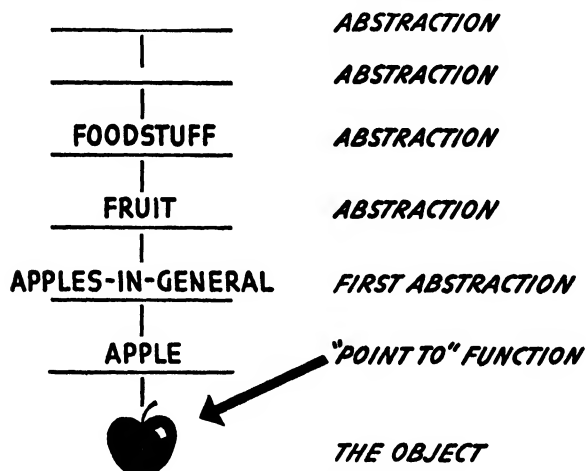 ABSTRACTION
ABSTRACTION
FOODSTUFF ABSTRACTION
FRUIT ABSTRACTION
APPLES-IN-GENERAL FIRST ABSTRACTION
APPLE "POINT TO" FUNCTION
THE OBJECT